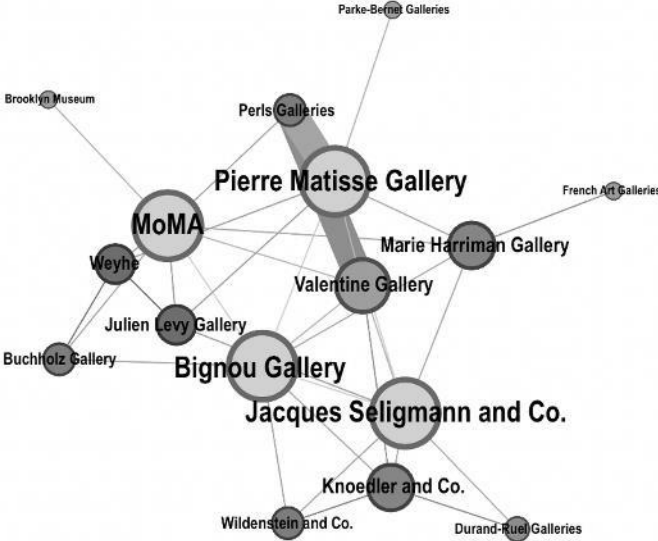 Parke-Bernet Galleries
Brooklyn Museum
Perls Galleries
Pierre Matisse Gallery
French Art Galleries
MoMA
Marie Harriman Gallery
Weyhe
Valentine Gallery
Julien Levy Gallery
Buchholz Gallery
Bignou Gallery
Jacques Seligmann and Co.
Knoedler and Co.
Wildenstein and Co.
Durand-Ruel Galleries